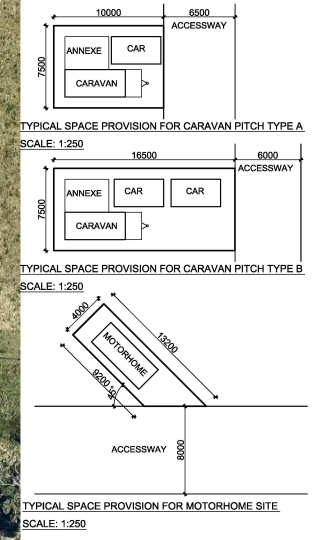 10000 6500
ACCESSWAY
ANNEXE CAR
7500
CARAVAN
TYPICAL SPACE PROVISION FOR CARAVAN PITCH TYPE A
SCALE: 1:250
16500 6000
ACCESSWAY
ANNEXE CAR CAR
7500
CARAVAN
TYPICAL SPACE PROVISION FOR CARAVAN PITCH TYPE B
SCALE: 1:250
4000
13200
MOTORHOME
9200
45°
ACCESSWAY
8000
TYPICAL SPACE PROVISION FOR MOTORHOME SITE
SCALE: 1:250